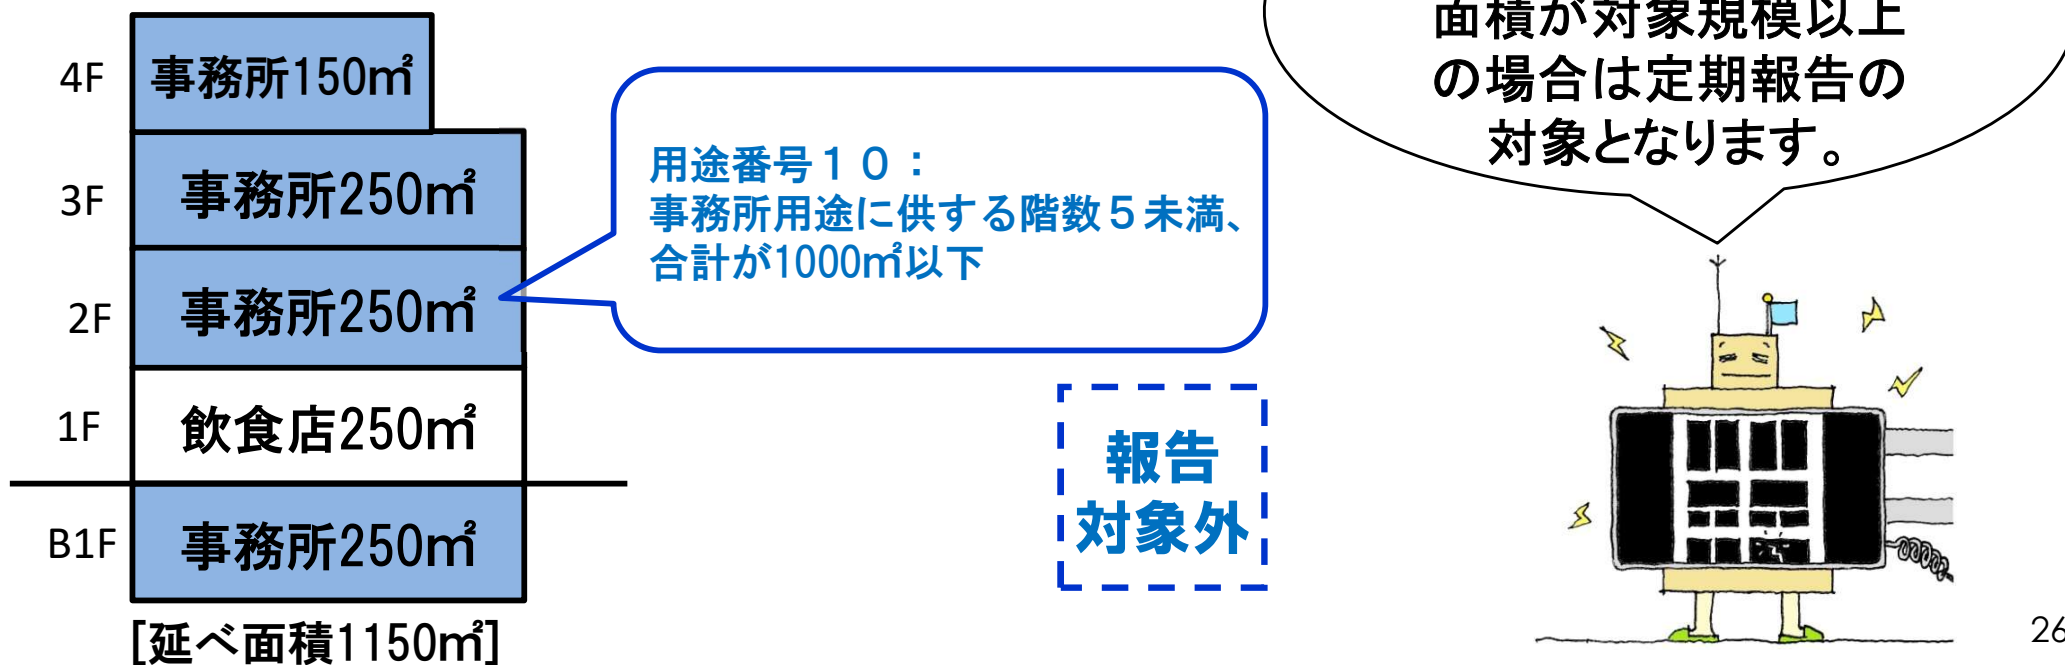 4F
事務所150㎡
3F
事務所250㎡
2F
事務所250㎡
1F
飲食店250㎡
B1F
事務所250㎡
[延べ面積1150㎡]
用途番号１０：
事務所用途に供する階数５未満、
合計が1000㎡以下
報告
対象外
面積が対象規模以上
の場合は定期報告の
対象となります。
26